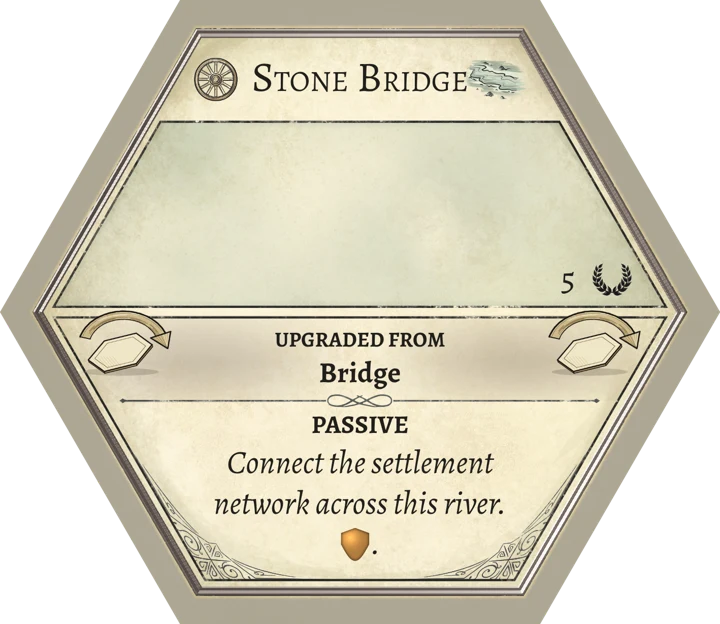 Stone Bridge
5
UPGRADED FROM
Bridge
PASSIVE
Connect the settlement
network across this river.
.